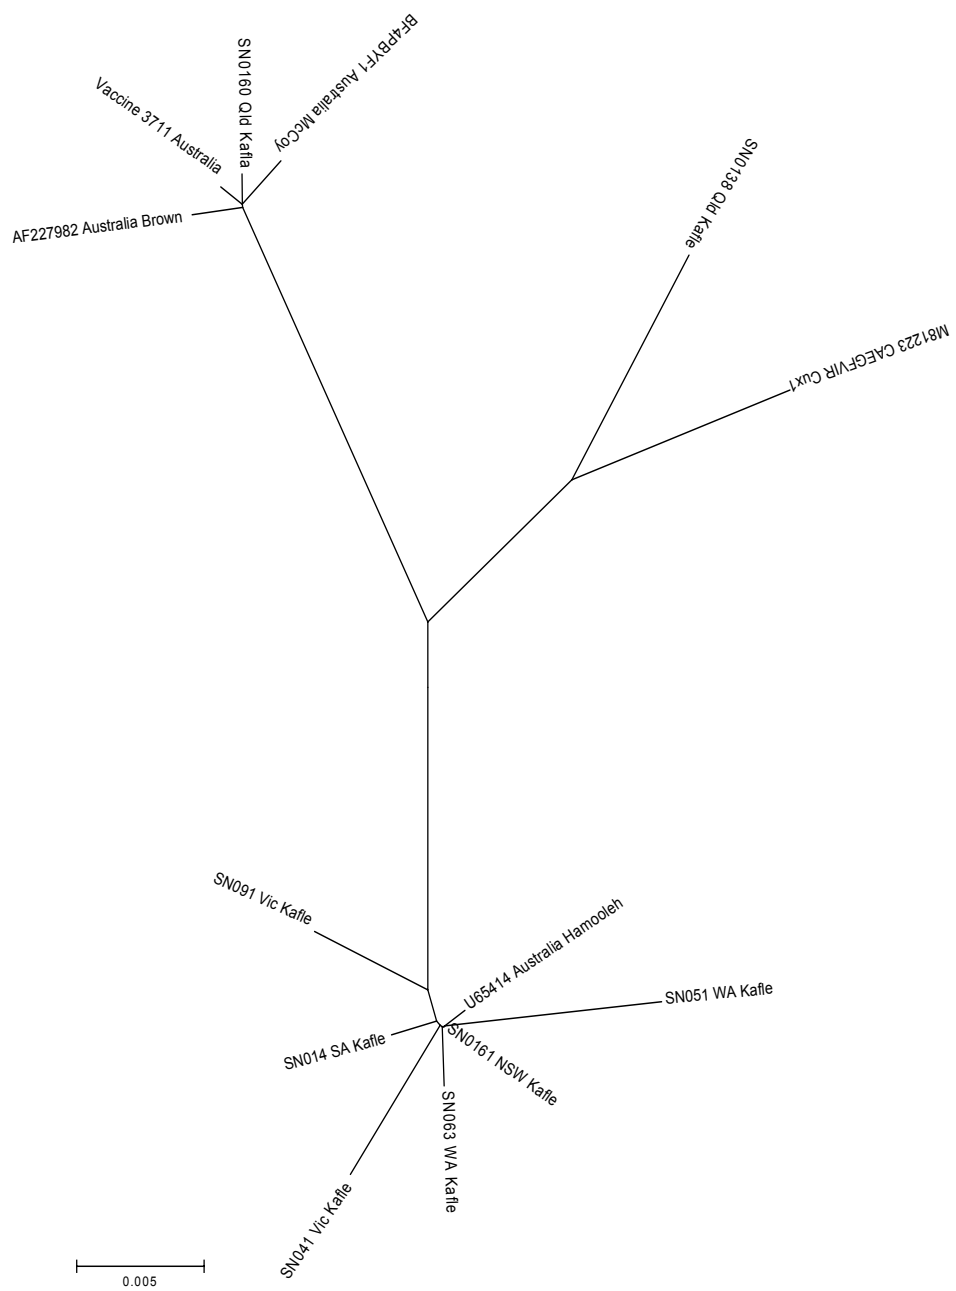 BF4PBYF1 Australia McCoy
SN0160 Qld Kafla
Vaccine 3711 Australia
AF227982 Australia Brown
SN0138 Qld Kafle
M81223 CAEGFVIR Cux1
SN091 Vic Kafle
U65414 Australia Hamooleh
SN051 WA Kafle
SN014 SA Kafle
SN0161 NSW Kafle
SN063 WA Kafle
SN041 Vic Kafle
0.005